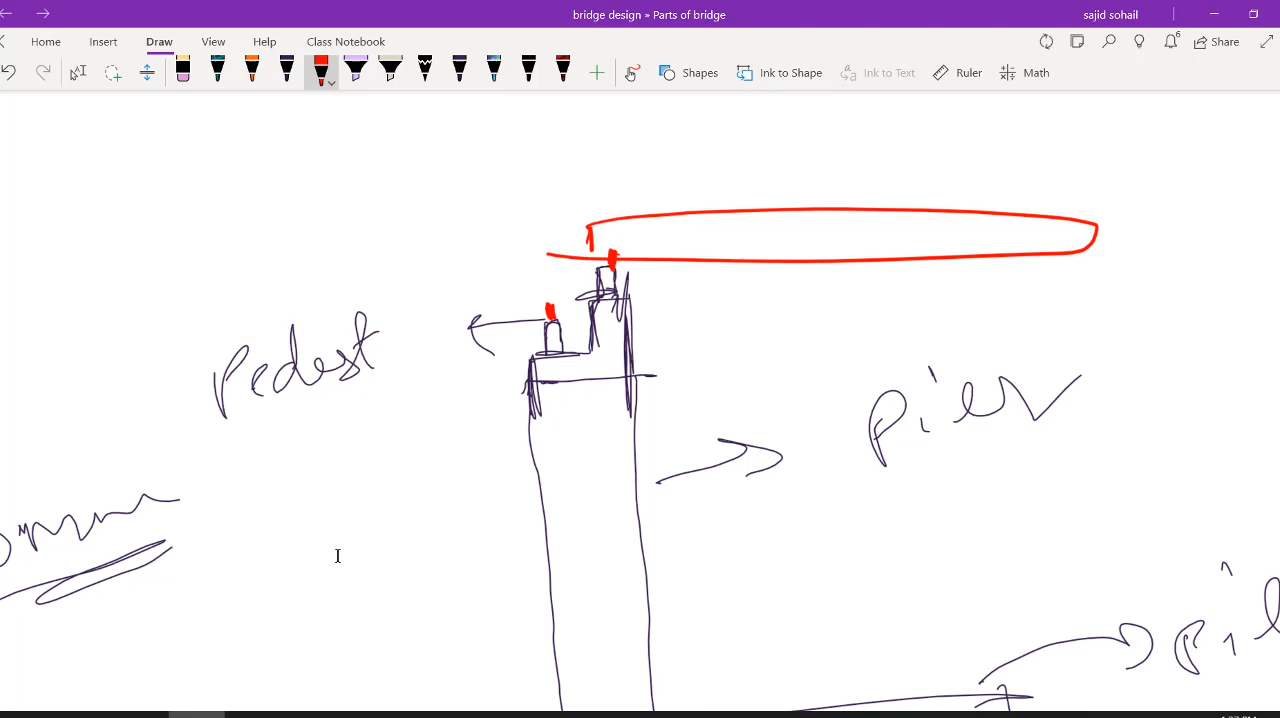 bridge design » Parts of bridge
sajid sohail
Home Insert Draw View Help Class Notebook
Share
Shapes Ink to Shape Ink to Text Ruler Math
Pedest
Pier